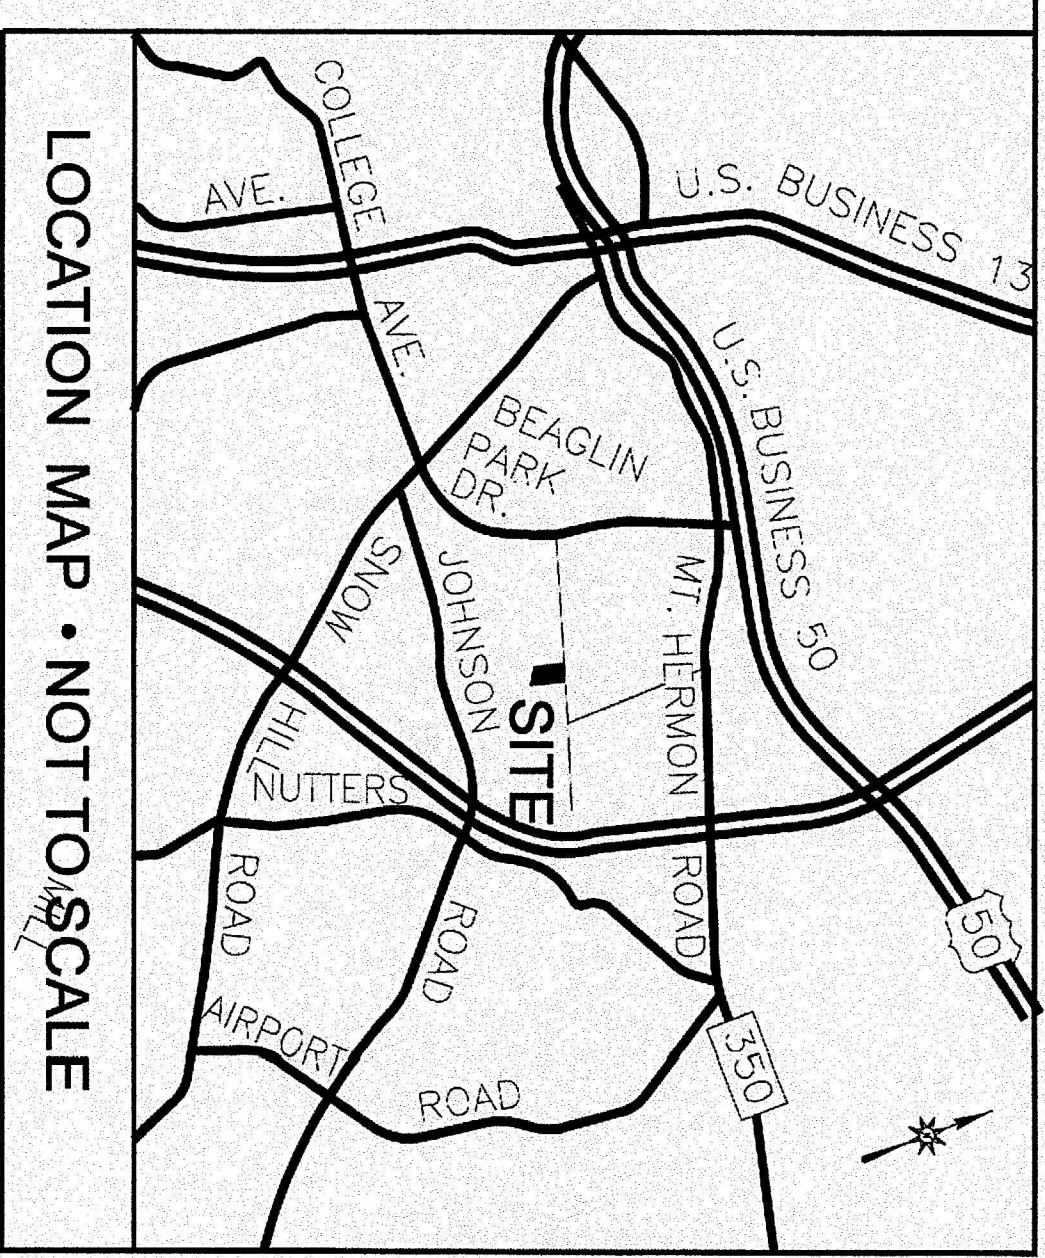 U.S. BUSINESS 13
COLLEGE
AVE.
AVE.
U.S. BUSINESS 50
BEAGLIN
PARK
DR.
SNOW
JOHNSON
MT. HERMON
SITE
HILL
NUTTERS
ROAD
ROAD
ROAD
50
AIRPORT
ROAD
350
LOCATION MAP • NOT TO SCALE